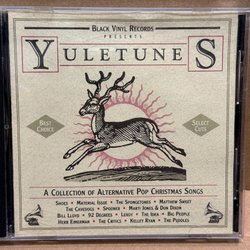 BLACK VINYL RECORDS
PRESENTS
YULETUNES
BEST
CHOICE
SELECT
CUTS
A COLLECTION OF ALTERNATIVE POP CHRISTMAS SONGS
SHOES • MATERIAL ISSUE • THE SPONGETONES • MATTHEW SWEET
THE CAVEDOGS • SPOONER • MARTI JONES & DON DIXON
BILL LLOYD • 92 DEGREES • LEROY • THE IDEA • BIG PEOPLE
HERB EIMERMAN • THE CRITICS • KELLY RYAN • THE PUDDLES